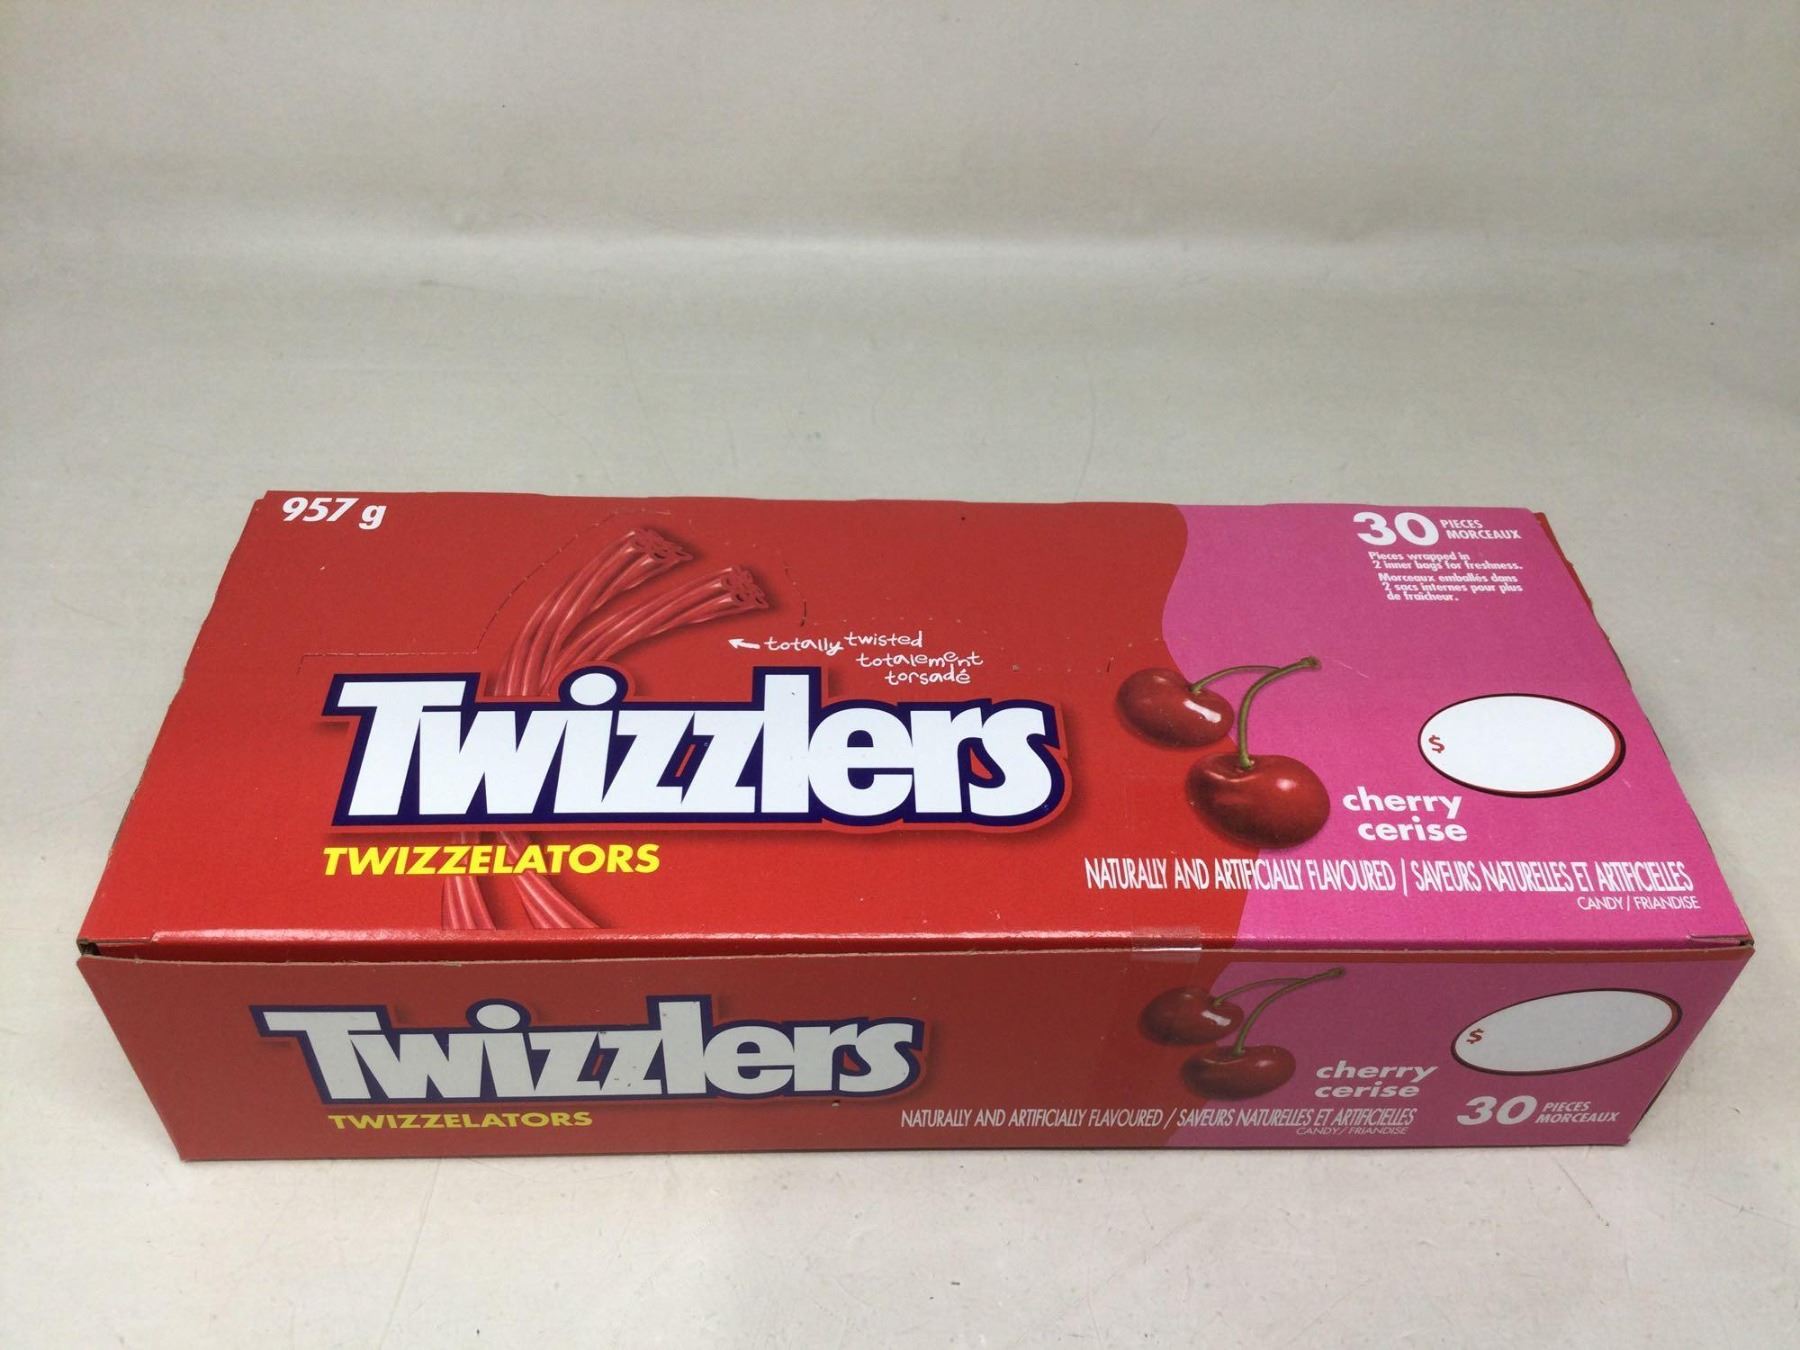 957 g
30 PIECES
MORCEAUX
Pieces wrapped in
2 inner bags for freshness.
Morceaux emballés dans
2 sacs internes pour plus
de fraîcheur.
totally twisted
totalement
torsadé
Twizzlers
TWIZZELATORS
$
cherry
cerise
NATURALLY AND ARTIFICIALLY FLAVOURED / SAVEURS NATURELLES ET ARTIFICIELLES
CANDY / FRIANDISE
Twizzlers
TWIZZELATORS
$
cherry
cerise
NATURALLY AND ARTIFICIALLY FLAVOURED / SAVEURS NATURELLES ET ARTIFICIELLES
CANDY / FRIANDISE
30 PIECES
MORCEAUX